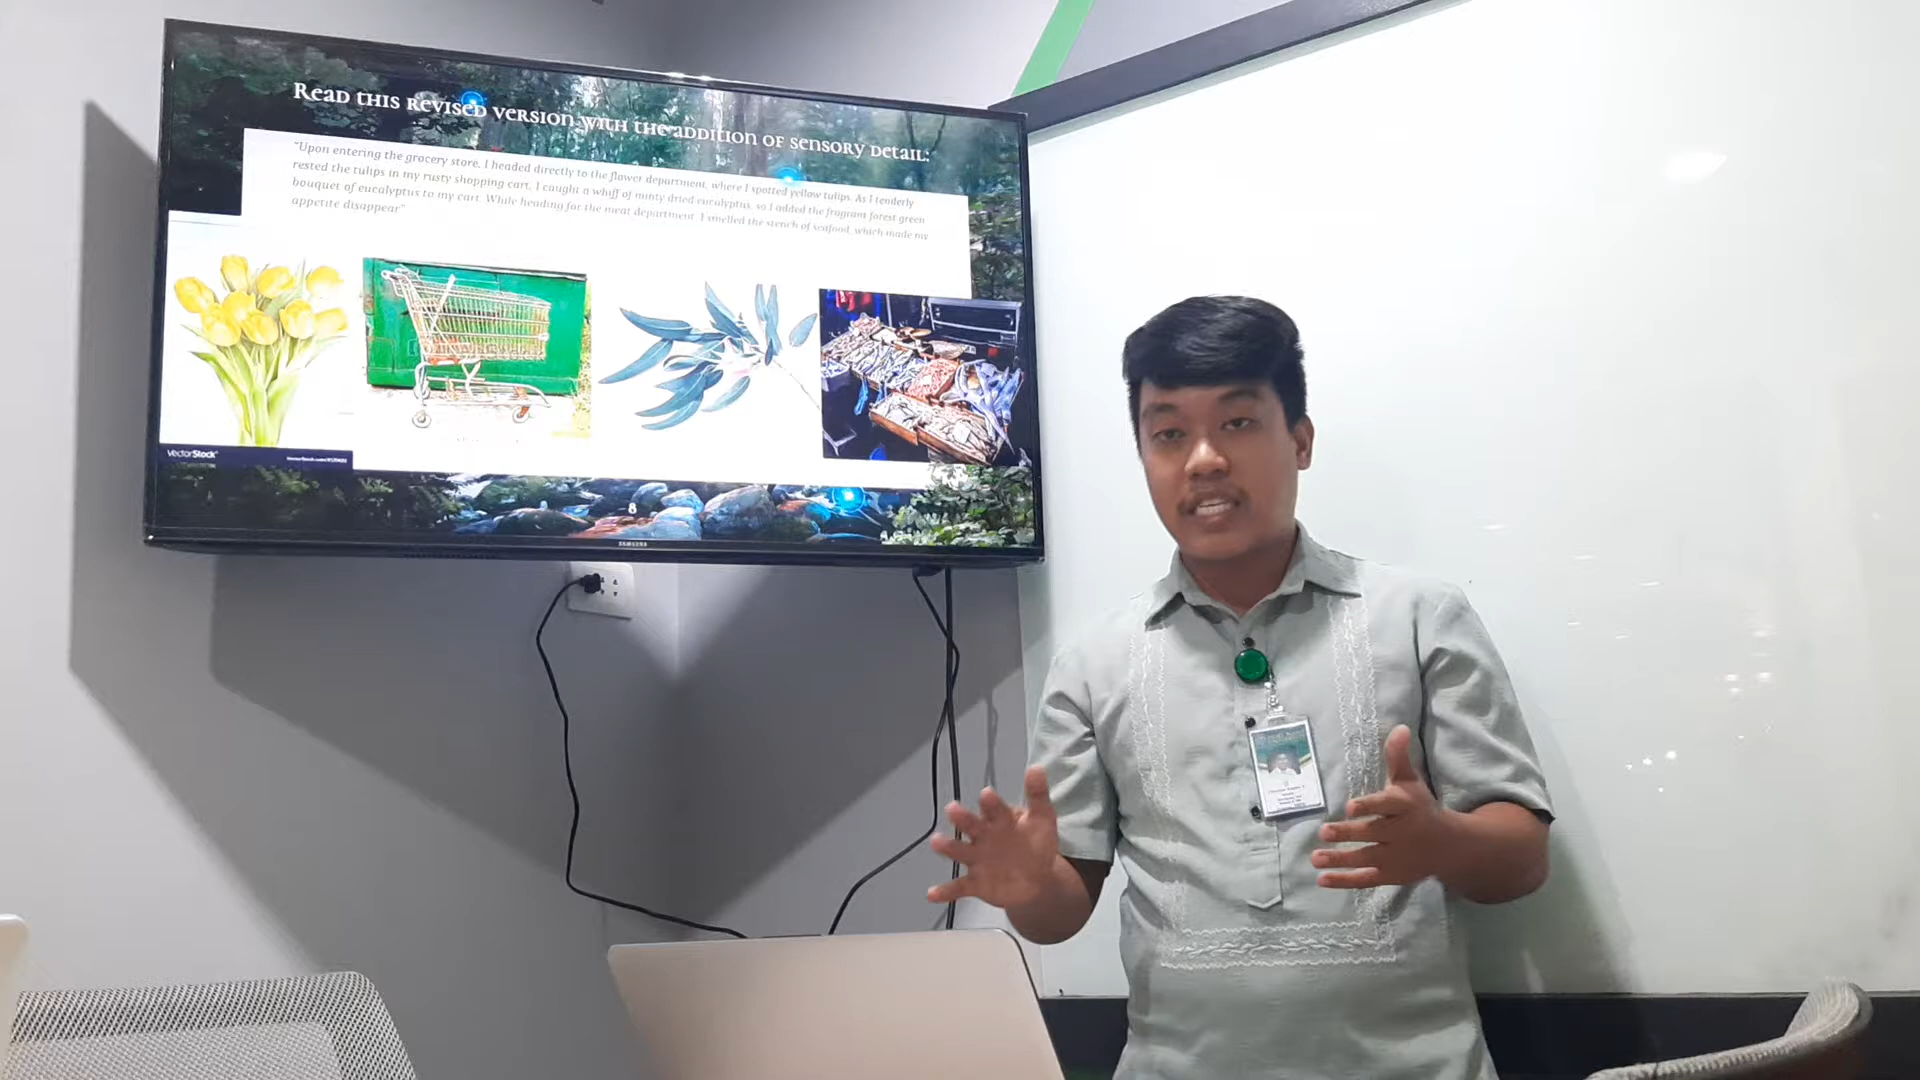 Read this revised version with the addition of sensory detail:
"Upon entering the grocery store, I headed directly to the flower department, where I spotted yellow tulips. As I tenderly
rested the tulips in my rusty shopping cart, I caught a whiff of minty dried eucalyptus, so I added the fragrant forest green
bouquet of eucalyptus to my cart. While heading for the meat department, I smelled the stench of seafood, which made my
appetite disappear"
VectorStock
8
SAMSUNG